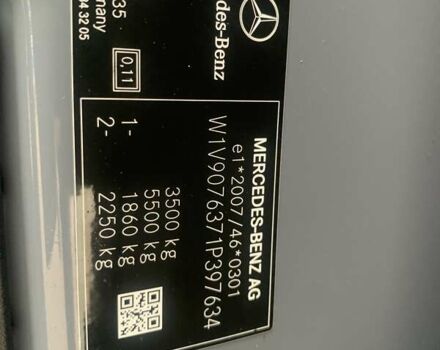 MERCEDES-BENZ AG
e1*2007/46*0301
W1V9076371P397634
3500 kg
5500 kg
1- 1860 kg
2- 2250 kg
0,11
des-Benz
35
many
4 32 05